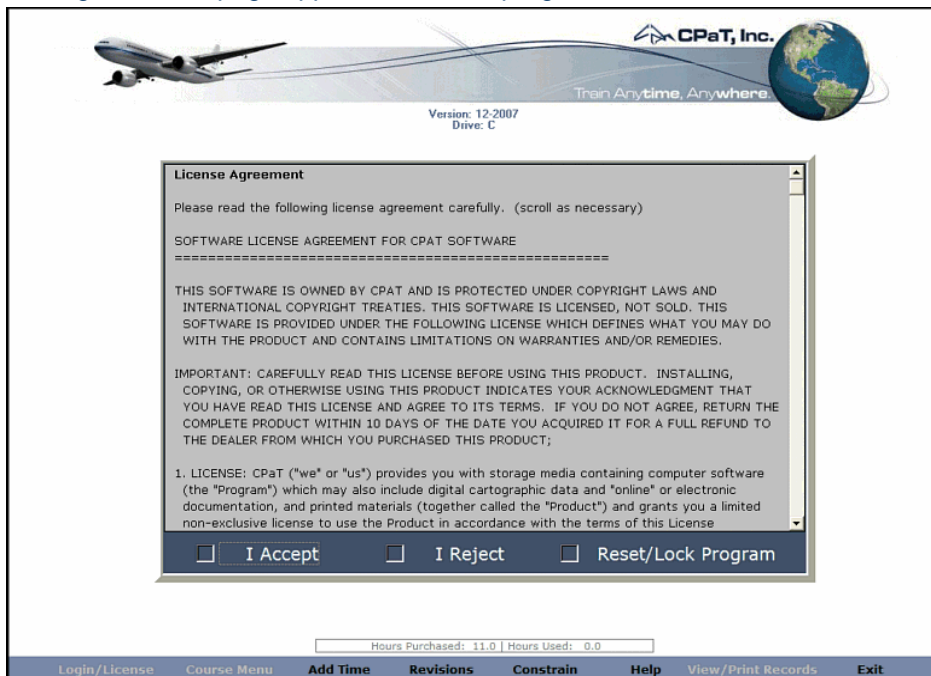 CPaT, Inc.
Train Anytime, Anywhere.
Version: 12-2007
Drive: C
License Agreement
Please read the following license agreement carefully. (scroll as necessary)
SOFTWARE LICENSE AGREEMENT FOR CPAT SOFTWARE
====================================================
THIS SOFTWARE IS OWNED BY CPAT AND IS PROTECTED UNDER COPYRIGHT LAWS AND
INTERNATIONAL COPYRIGHT TREATIES. THIS SOFTWARE IS LICENSED, NOT SOLD. THIS
SOFTWARE IS PROVIDED UNDER THE FOLLOWING LICENSE WHICH DEFINES WHAT YOU MAY DO
WITH THE PRODUCT AND CONTAINS LIMITATIONS ON WARRANTIES AND/OR REMEDIES.
IMPORTANT: CAREFULLY READ THIS LICENSE BEFORE USING THIS PRODUCT. INSTALLING,
COPYING, OR OTHERWISE USING THIS PRODUCT INDICATES YOUR ACKNOWLEDGMENT THAT
YOU HAVE READ THIS LICENSE AND AGREE TO ITS TERMS. IF YOU DO NOT AGREE, RETURN THE
COMPLETE PRODUCT WITHIN 10 DAYS OF THE DATE YOU ACQUIRED IT FOR A FULL REFUND TO
THE DEALER FROM WHICH YOU PURCHASED THIS PRODUCT;
1. LICENSE: CPaT ("we" or "us") provides you with storage media containing computer software
(the "Program") which may also include digital cartographic data and "online" or electronic
documentation, and printed materials (together called the "Product") and grants you a limited
non-exclusive license to use the Product in accordance with the terms of this License
I Accept I Reject Reset/Lock Program
Hours Purchased: 11.0 | Hours Used: 0.0
Login/License Course Menu Add Time Revisions Constrain Help View/Print Records Exit